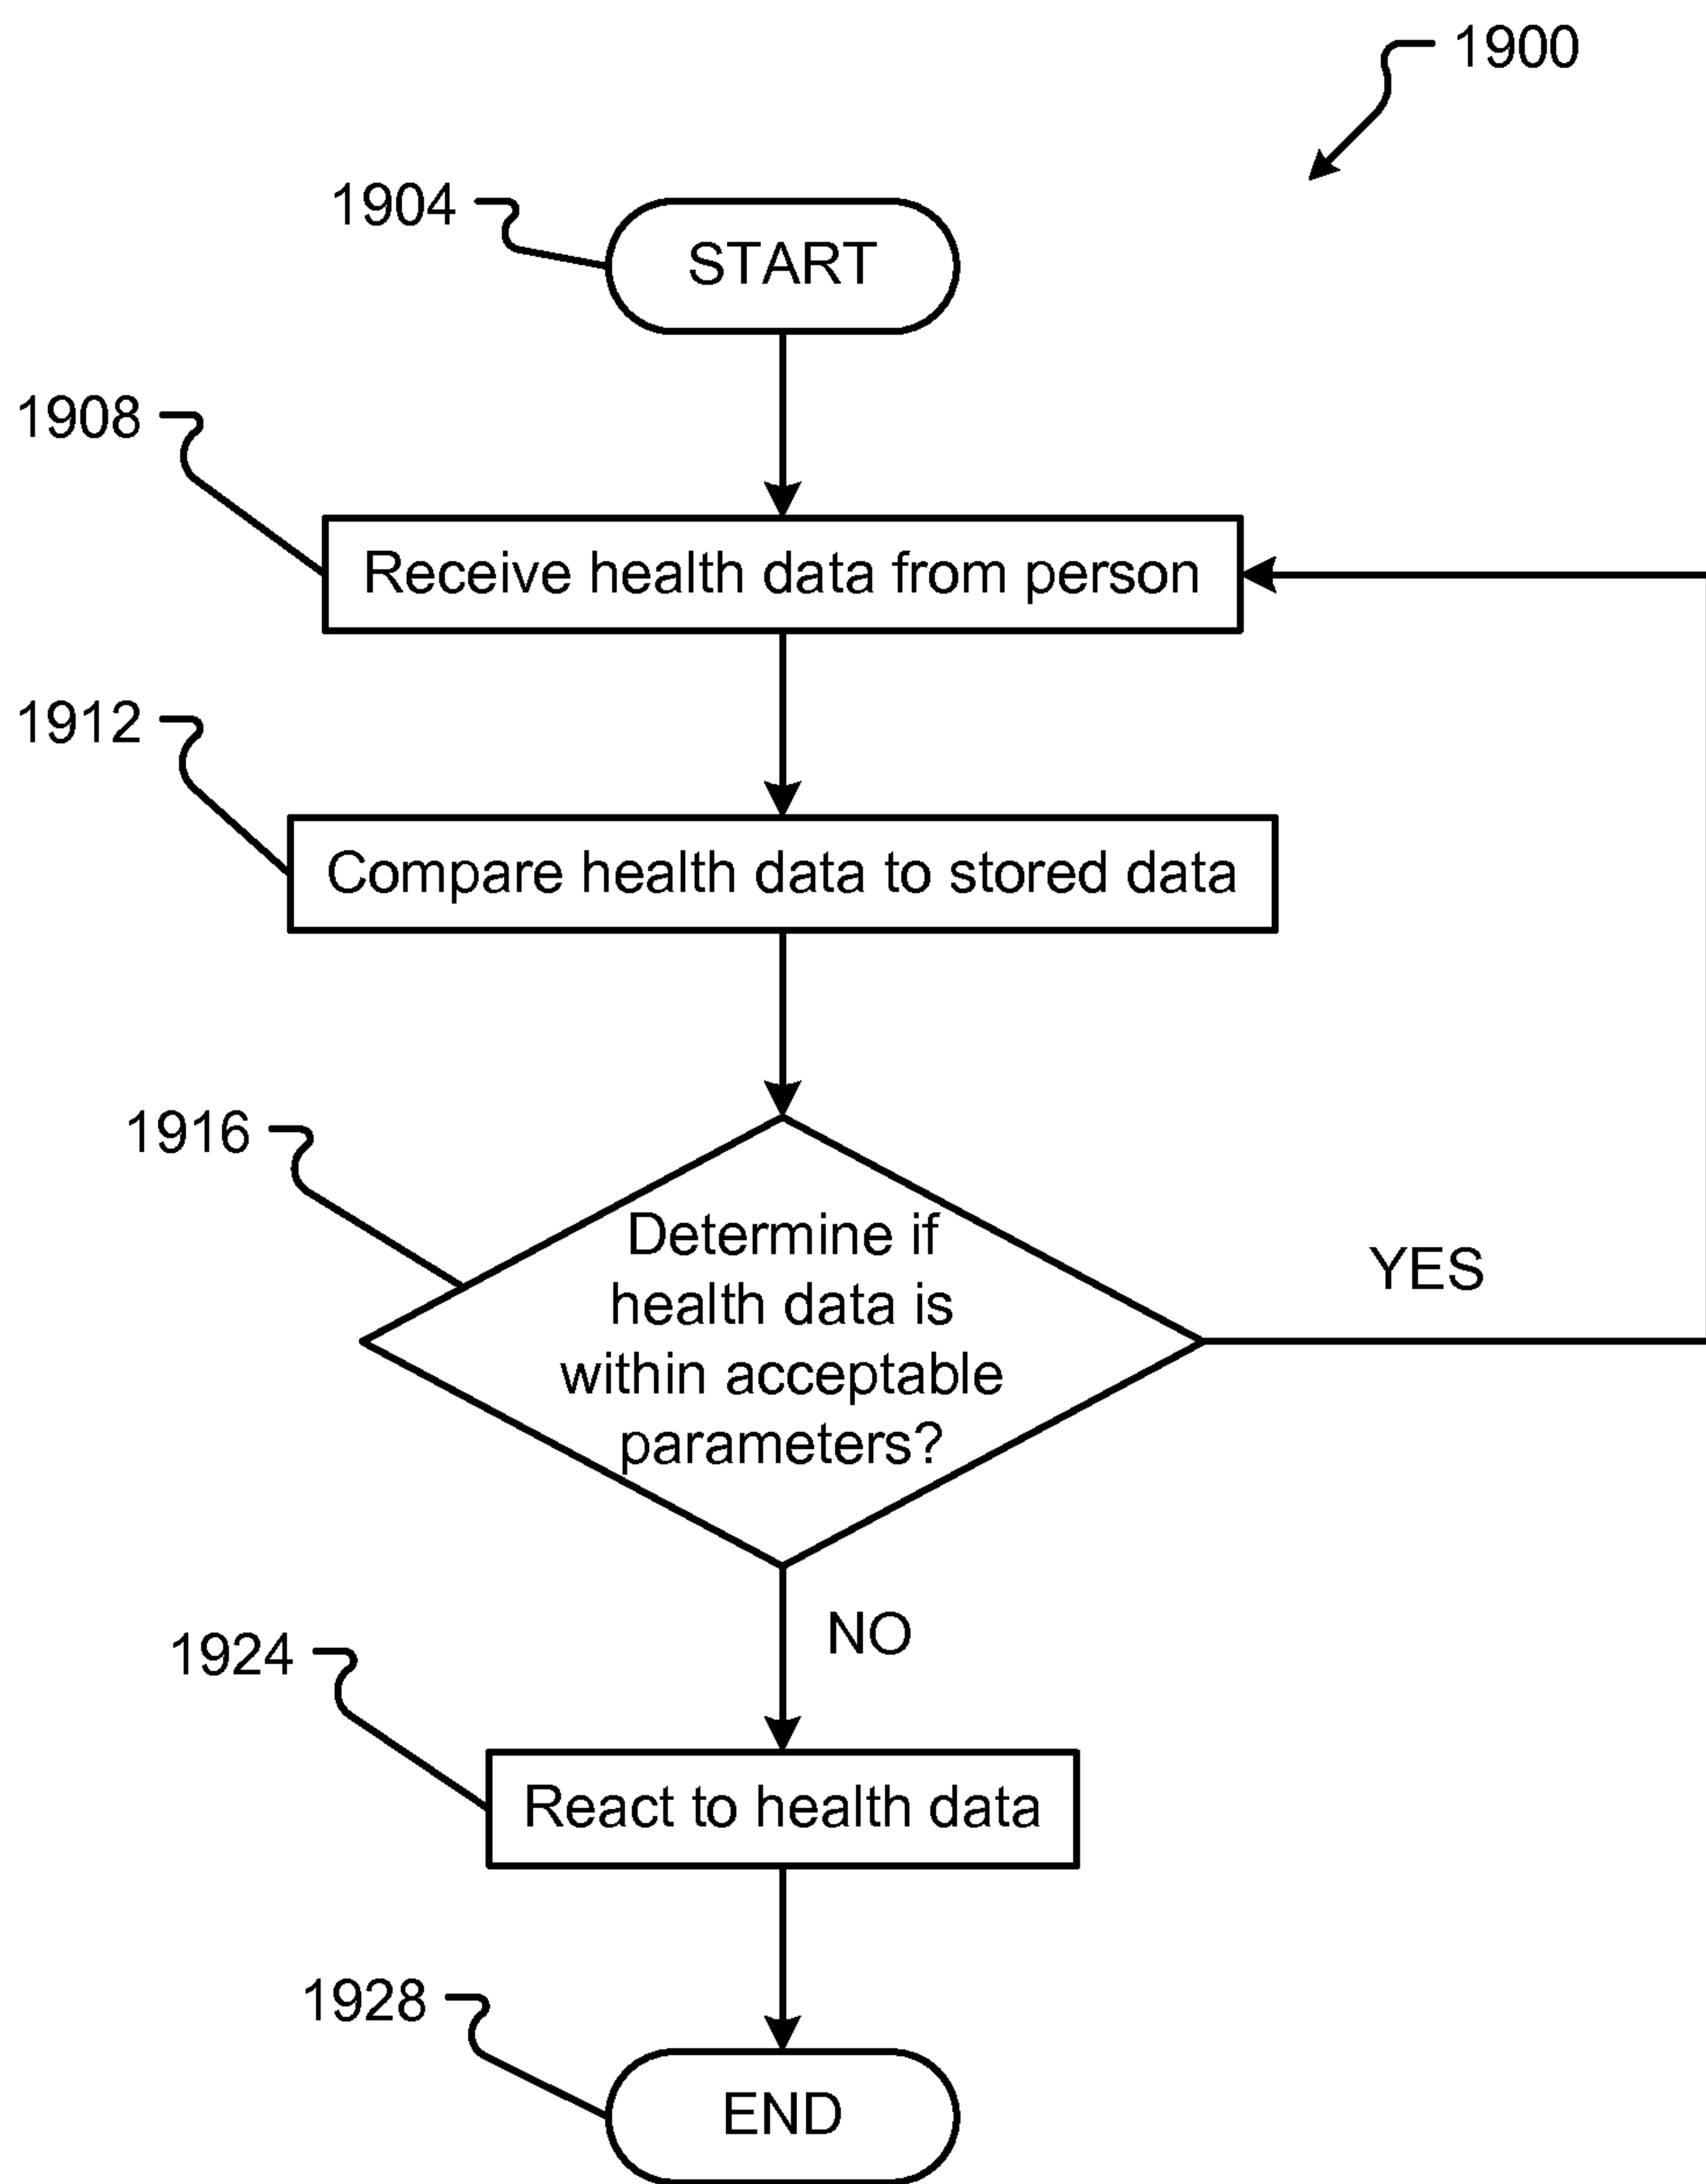 1900
1904
START
1908
Receive health data from person
1912
Compare health data to stored data
1916
Determine if
health data is
within acceptable
parameters?
YES
NO
1924
React to health data
1928
END